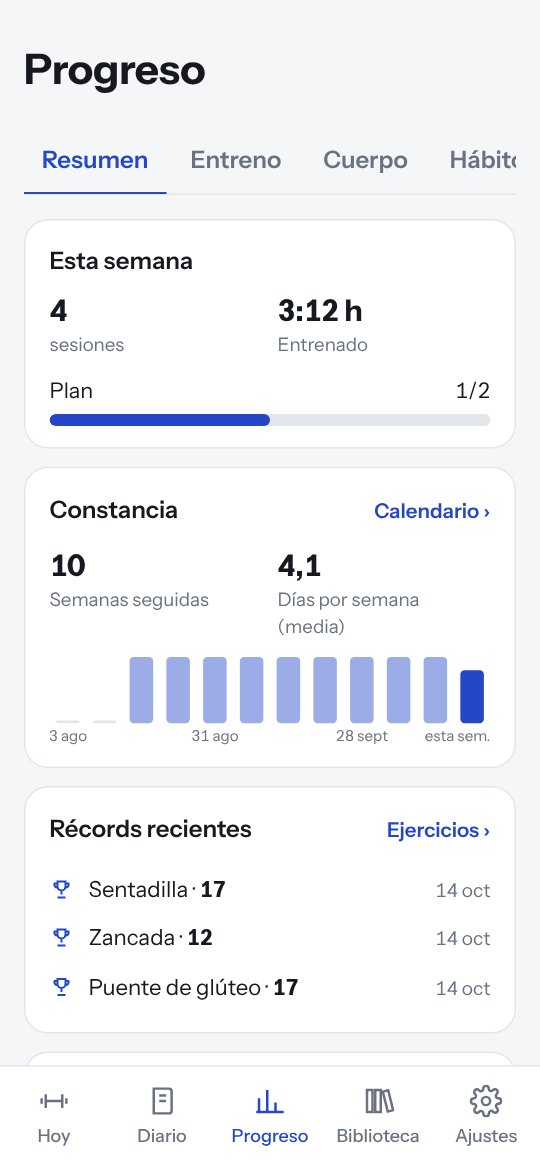 Progreso
Resumen
Entreno
Cuerpo
Hábito
Esta semana
4
3:12 h
sesiones
Entrenado
Plan
1/2
Constancia
Calendario ›
10
4,1
Semanas seguidas
Días por semana
(media)
3 ago
31 ago
28 sept
esta sem.
Récords recientes
Ejercicios ›
Sentadilla · 17
14 oct
Zancada · 12
14 oct
Puente de glúteo · 17
14 oct
Hoy
Diario
Progreso
Biblioteca
Ajustes